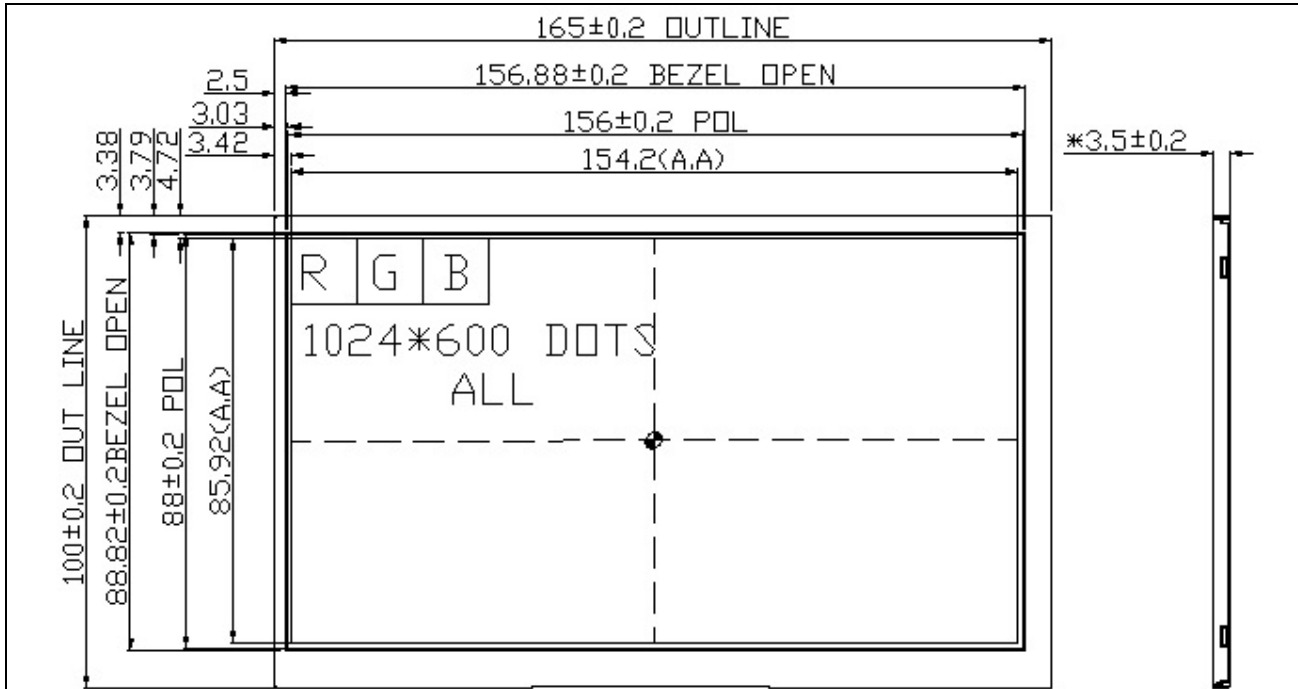 165±0.2 OUTLINE
156.88±0.2 BEZEL OPEN
2.5
3.03
156±0.2 POL
3.42
154.2(A.A)
*3.5±0.2
3.38
3.79
4.72
R G B
1024*600 DOTS
ALL
100±0.2 OUT LINE
88.82±0.2BEZEL OPEN
88±0.2 POL
85.92(A.A)